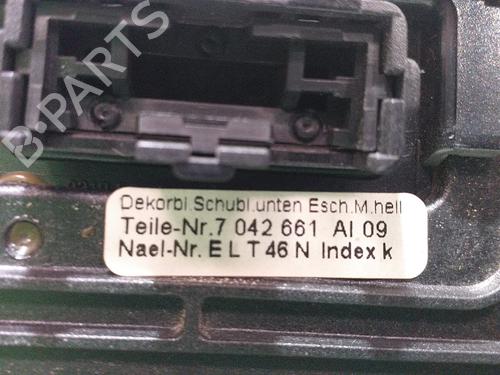 B-PARTS
Dekorbl.Schubl.unten Esch.M.hell
Teile-Nr.7 042 661 AI 09
Nael-Nr. E L T 46 N Index k